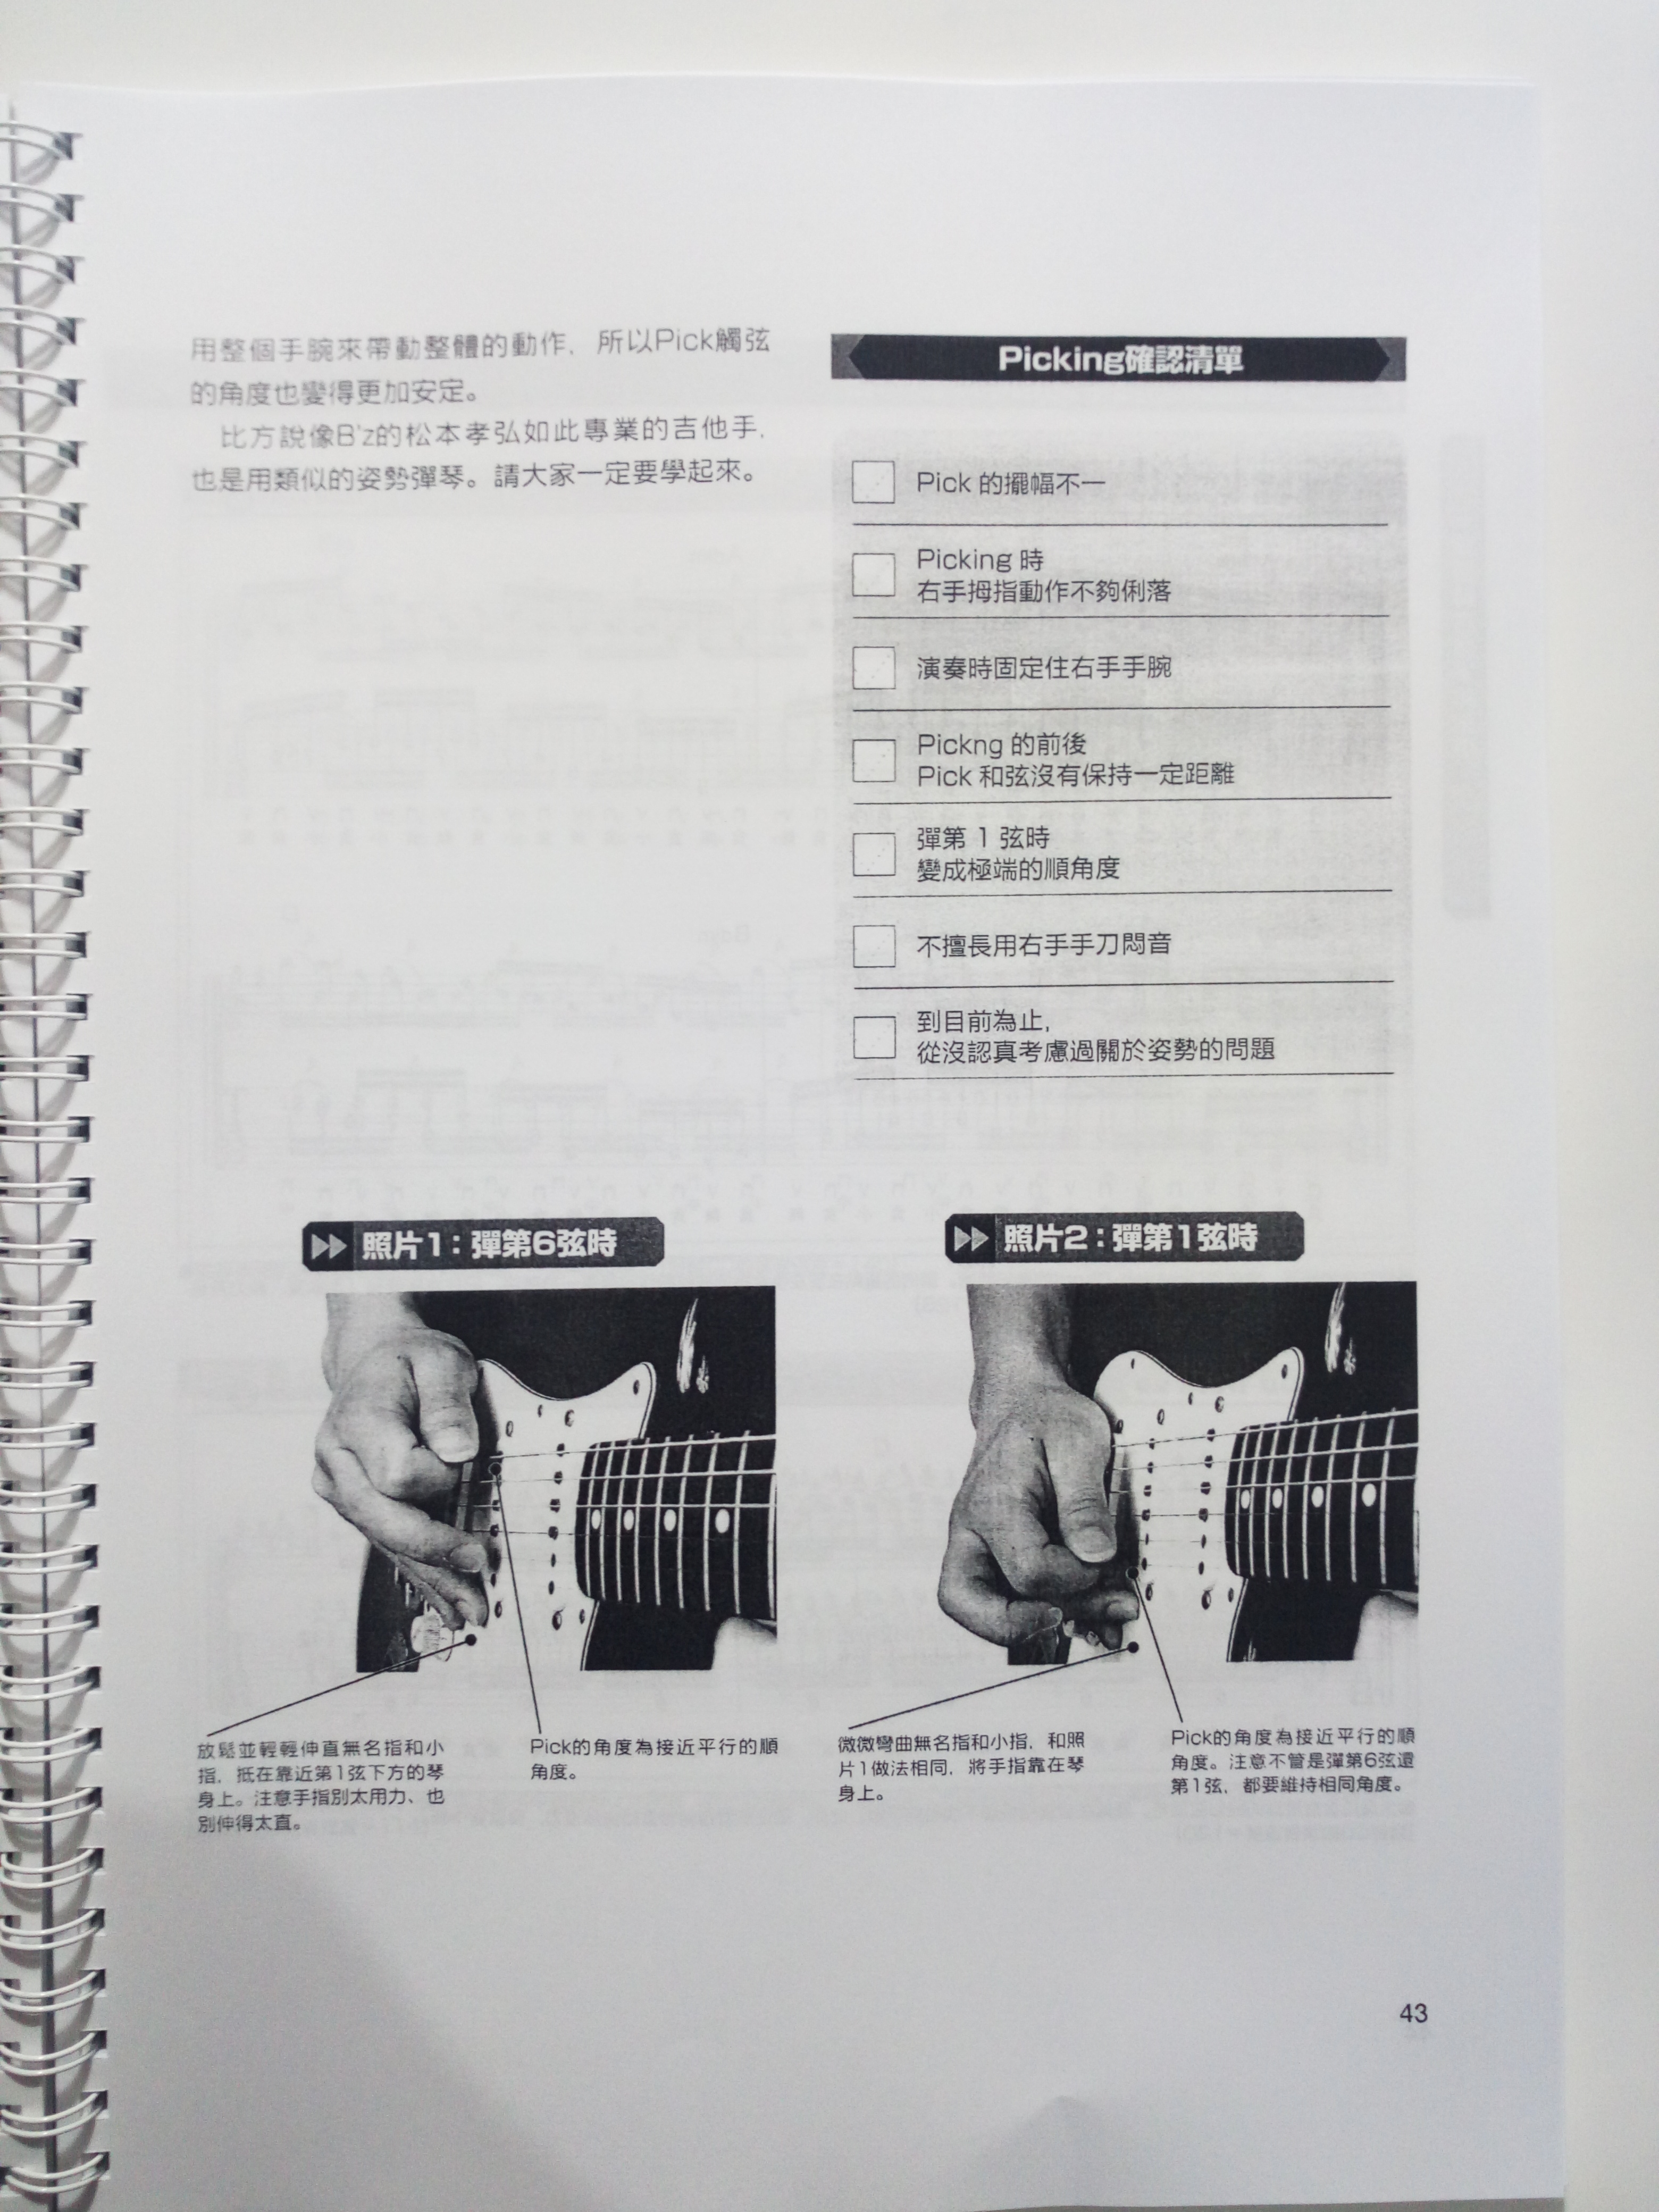 用整個手腕來帶動整體的動作，所以Pick觸弦
的角度也變得更加安定。
比方說像B'z的松本孝弘如此專業的吉他手，
也是用類似的姿勢彈琴。請大家一定要學起來。
Picking確認清單
Pick 的擺幅不一
Picking 時
右手拇指動作不夠俐落
演奏時固定住右手手腕
Pickng 的前後
Pick 和弦沒有保持一定距離
彈第 1 弦時
變成極端的順角度
不擅長用右手手刀悶音
到目前為止，
從沒認真考慮過關於姿勢的問題
照片1：彈第6弦時
放鬆並輕輕伸直無名指和小
指，抵在靠近第1弦下方的琴
身上。注意手指別太用力、也
別伸得太直。
Pick的角度為接近平行的順
角度。
照片2：彈第1弦時
微微彎曲無名指和小指，和照
片1做法相同，將手指靠在琴
身上。
Pick的角度為接近平行的順
角度。注意不管是彈第6弦還
第1弦，都要維持相同角度。
43